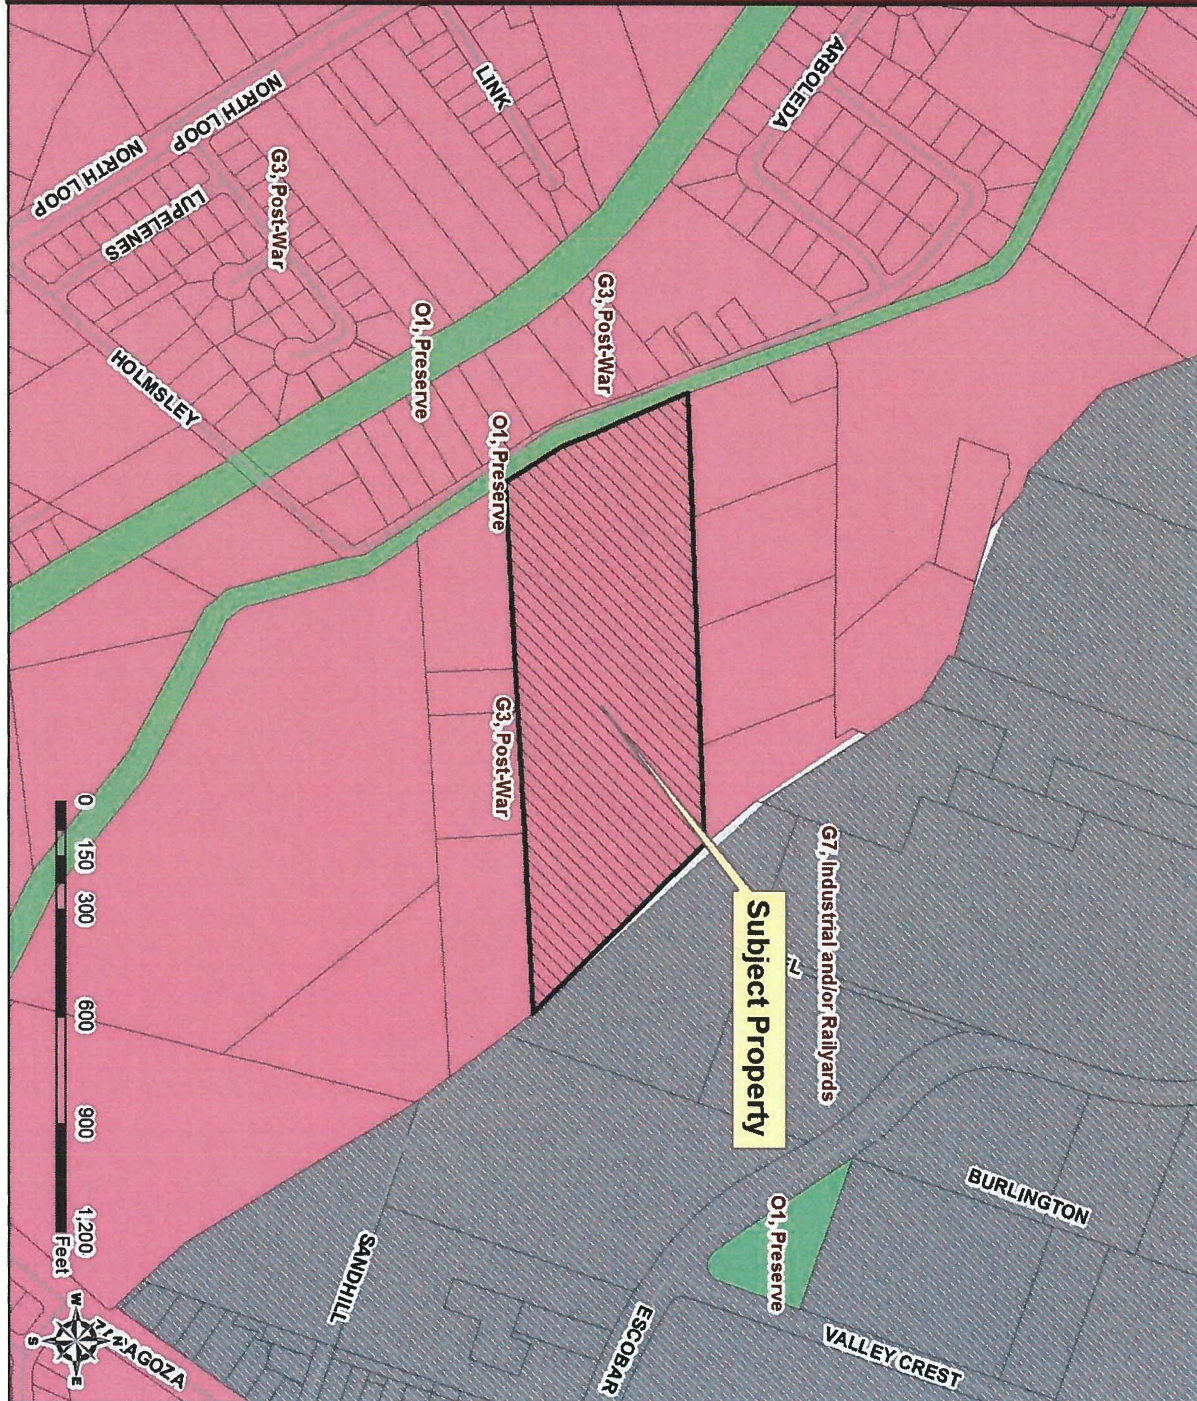 ARBOLEDA
LINK
NORTH LOOP
NORTH LOOP
LUPELENES
G3, Post-War
HOLMSLEY
O1, Preserve
G3, Post-War
O1, Preserve
G3, Post-War
G7, Industrial and/or Railyards
Subject Property
BURLINGTON
O1, Preserve
VALLEY CREST
ESCOBAR
SANDHILL
0 150 300 600 900 1,200
Feet
N
W
E
S